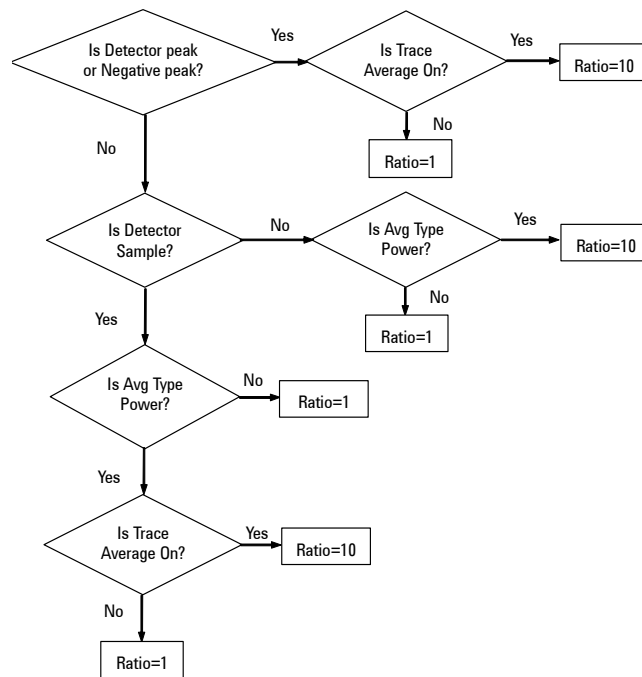 Is Detector peak
or Negative peak?
Yes
Is Trace
Average On?
Yes
Ratio=10
No
Ratio=1
No
Is Detector
Sample?
No
Is Avg Type
Power?
Yes
Ratio=10
No
Ratio=1
Yes
Is Avg Type
Power?
No
Ratio=1
Yes
Is Trace
Average On?
Yes
Ratio=10
No
Ratio=1